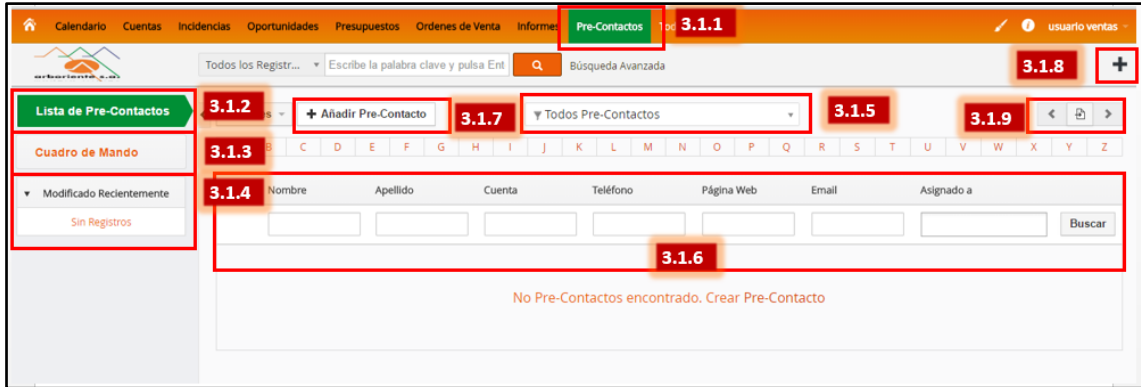 Calendario Cuentas Incidencias Oportunidades Presupuestos Ordenes de Venta Informes Pre-Contactos 3.1.1 usuario ventas
arboriente s.a. Todos los Registr... Escribe la palabra clave y pulsa Ent Búsqueda Avanzada 3.1.8 +
Lista de Pre-Contactos 3.1.2 + Añadir Pre-Contacto 3.1.7 Todos Pre-Contactos 3.1.5 3.1.9
Cuadro de Mando 3.1.3 B C D E F G H I J K L M N O P Q R S T U V W X Y Z
Modificado Recientemente 3.1.4 Nombre Apellido Cuenta Teléfono Página Web Email Asignado a
Sin Registros Buscar
3.1.6
No Pre-Contactos encontrado. Crear Pre-Contacto